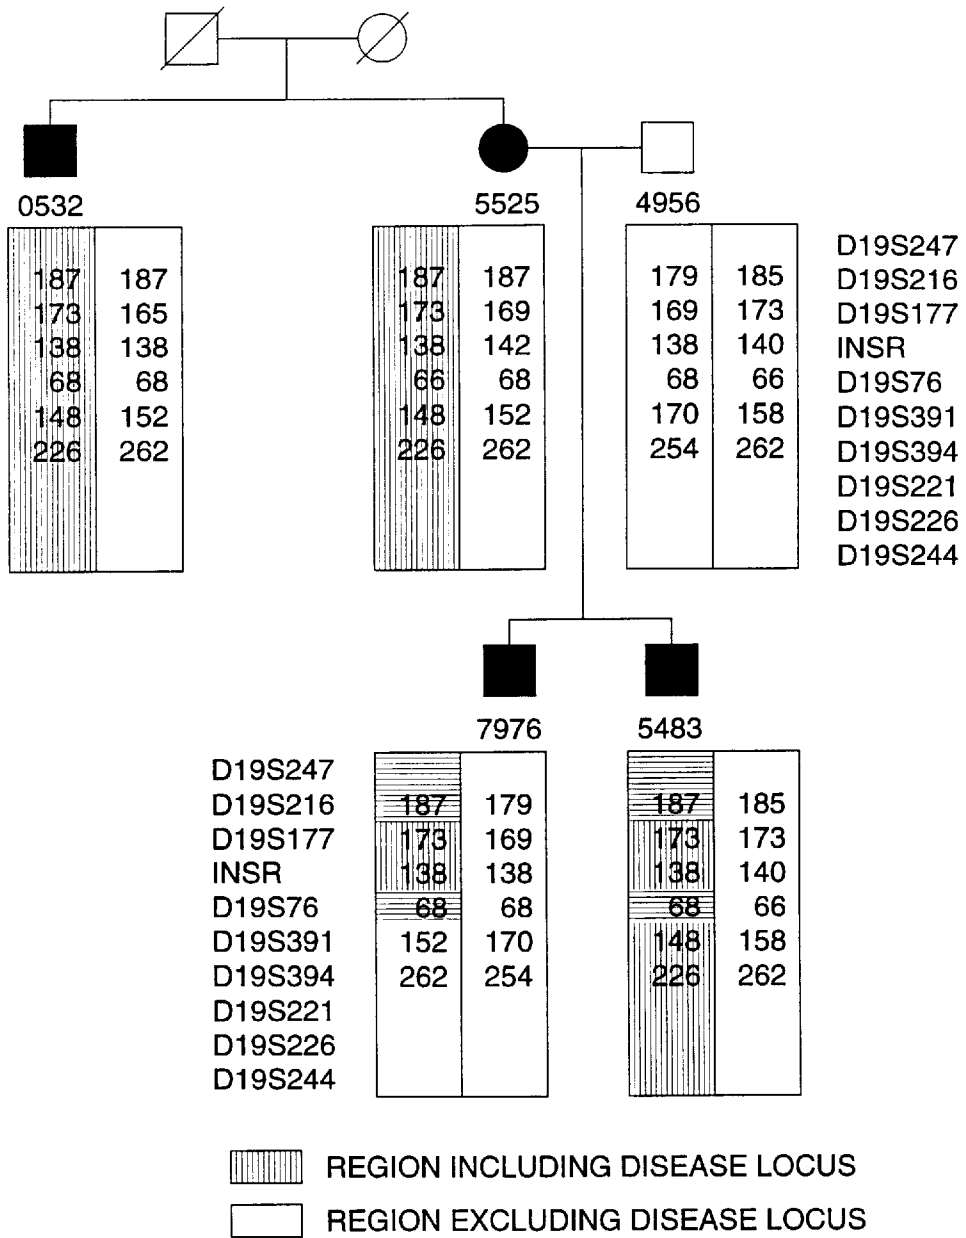 0532
5525
4956
187 187
173 165
138 138
68 68
148 152
226 262
187 187
173 169
138 142
66 68
148 152
226 262
179 185
169 173
138 140
68 66
170 158
254 262
D19S247
D19S216
D19S177
INSR
D19S76
D19S391
D19S394
D19S221
D19S226
D19S244
7976
5483
D19S247
D19S216
D19S177
INSR
D19S76
D19S391
D19S394
D19S221
D19S226
D19S244
187 179
173 169
138 138
68 68
152 170
262 254
187 185
173 173
138 140
68 66
148 158
226 262
REGION INCLUDING DISEASE LOCUS
REGION EXCLUDING DISEASE LOCUS